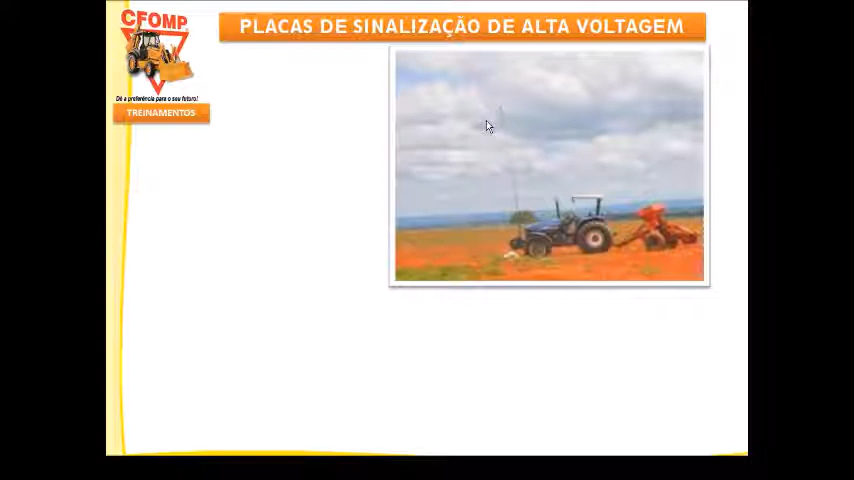 CFOMP
Dê a preferência para o seu futuro!
TREINAMENTOS
PLACAS DE SINALIZAÇÃO DE ALTA VOLTAGEM